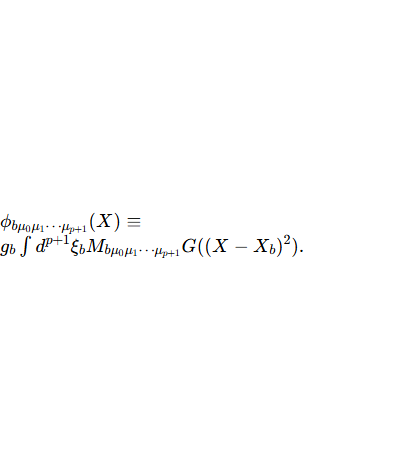 ϕ_{bμ_0μ_1⋯μ_{p+1}}(X) ≡
g_b ∫ d^{p+1}ξ_b M_{bμ_0μ_1⋯μ_{p+1}} G((X − X_b)^2).